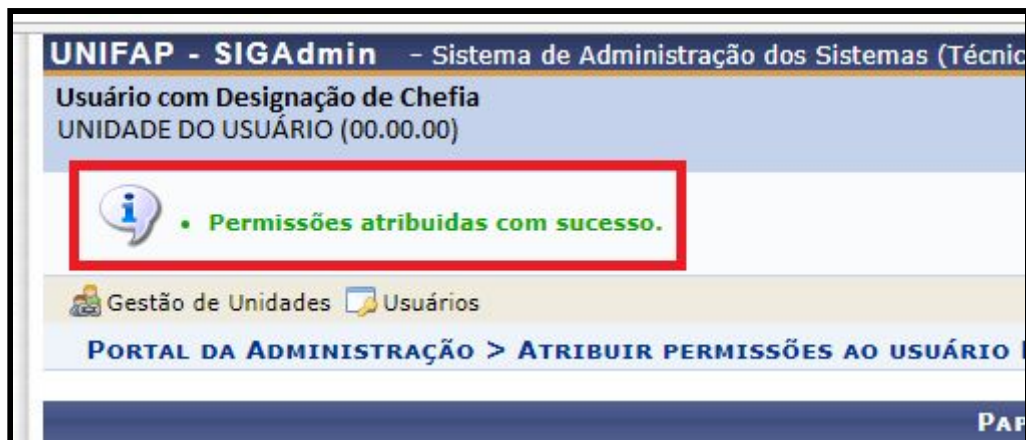 UNIFAP - SIGAdmin - Sistema de Administração dos Sistemas
Usuário com Designação de Chefia
UNIDADE DO USUÁRIO (00.00.00)
• Permissões atribuidas com sucesso.
Gestão de Unidades Usuários
PORTAL DA ADMINISTRAÇÃO > ATRIBUIR PERMISSÕES AO USUÁRIO